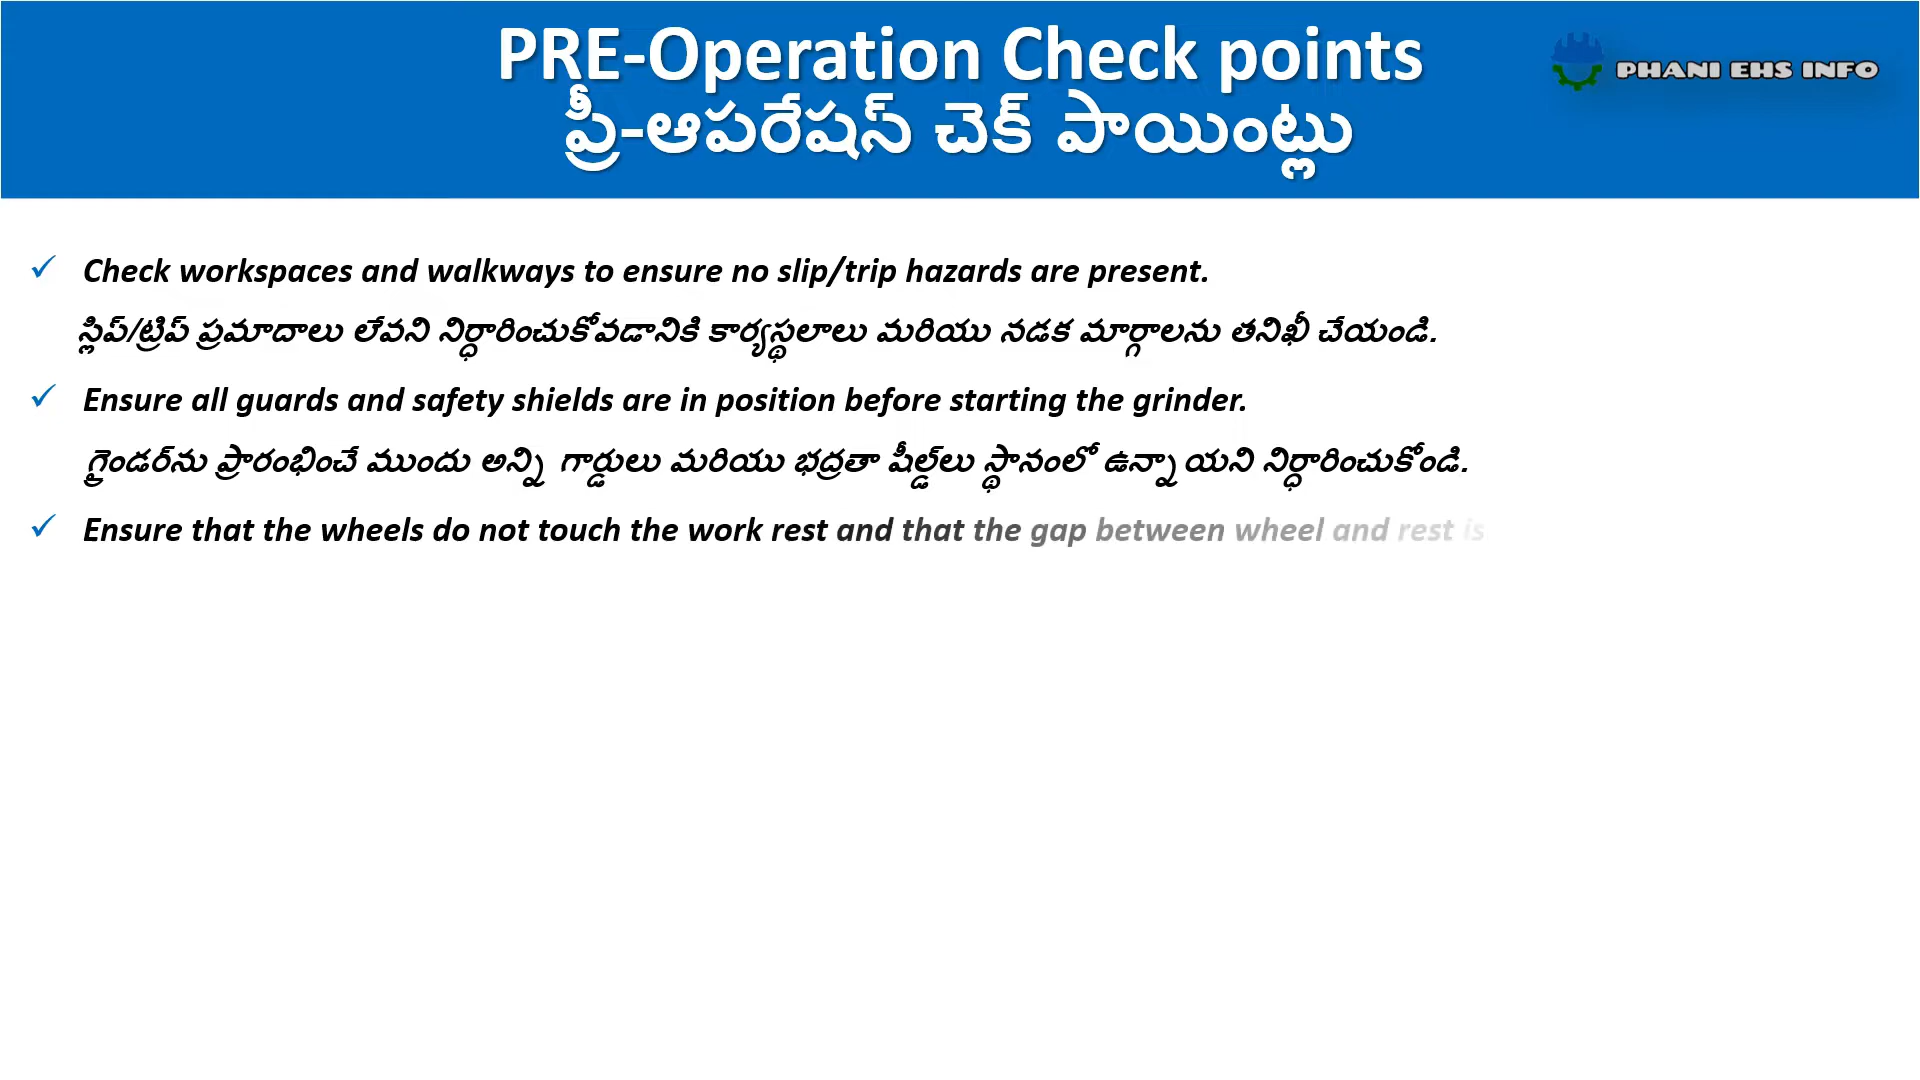 PRE-Operation Check points
ప్రీ-ఆపరేషన్ చెక్ పాయింట్లు
PHANI EHS INFO
Check workspaces and walkways to ensure no slip/trip hazards are present.
స్లిప్/ట్రిప్ ప్రమాదాలు లేవని నిర్ధారించుకోవడానికి కార్యస్థలాలు మరియు నడక మార్గాలను తనిఖీ చేయండి.
Ensure all guards and safety shields are in position before starting the grinder.
గ్రైండర్‌ను ప్రారంభించే ముందు అన్ని గార్డులు మరియు భద్రతా షీల్డ్‌లు స్థానంలో ఉన్నాయని నిర్ధారించుకోండి.
Ensure that the wheels do not touch the work rest and that the gap between wheel and rest is